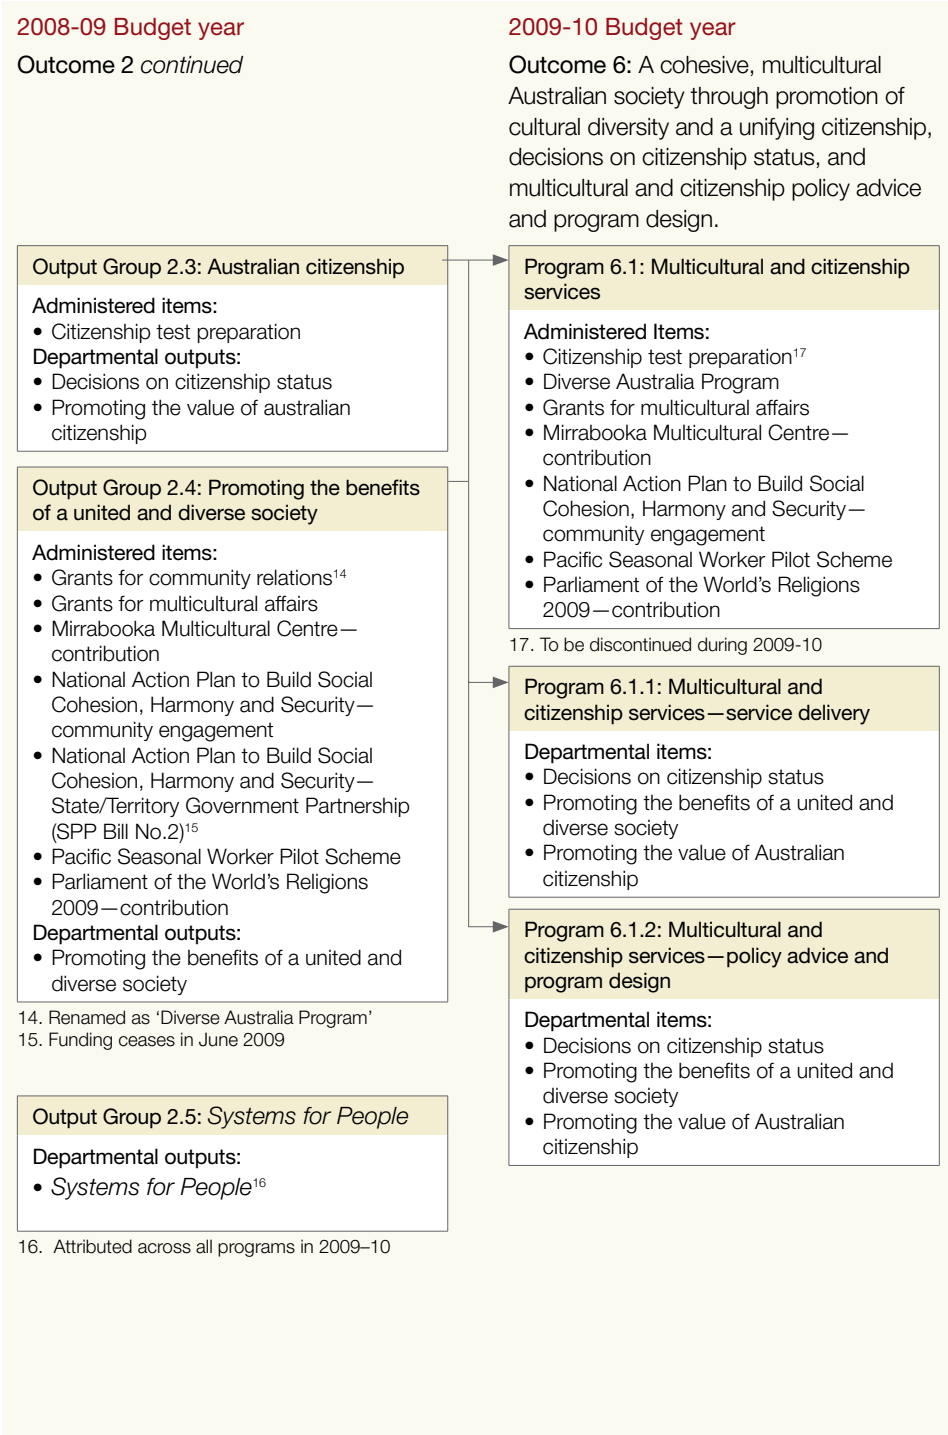 2008-09 Budget year
Outcome 2 continued
Output Group 2.3: Australian citizenship
Administered items:
• Citizenship test preparation
Departmental outputs:
• Decisions on citizenship status
• Promoting the value of australian
citizenship
Output Group 2.4: Promoting the benefits
of a united and diverse society
Administered items:
• Grants for community relations14
• Grants for multicultural affairs
• Mirrabooka Multicultural Centre—
contribution
• National Action Plan to Build Social
Cohesion, Harmony and Security—
community engagement
• National Action Plan to Build Social
Cohesion, Harmony and Security—
State/Territory Government Partnership
(SPP Bill No.2)15
• Pacific Seasonal Worker Pilot Scheme
• Parliament of the World’s Religions
2009—contribution
Departmental outputs:
• Promoting the benefits of a united and
diverse society
14. Renamed as ‘Diverse Australia Program’
15. Funding ceases in June 2009
Output Group 2.5: Systems for People
Departmental outputs:
• Systems for People16
16. Attributed across all programs in 2009–10
2009-10 Budget year
Outcome 6: A cohesive, multicultural
Australian society through promotion of
cultural diversity and a unifying citizenship,
decisions on citizenship status, and
multicultural and citizenship policy advice
and program design.
Program 6.1: Multicultural and citizenship
services
Administered Items:
• Citizenship test preparation17
• Diverse Australia Program
• Grants for multicultural affairs
• Mirrabooka Multicultural Centre—
contribution
• National Action Plan to Build Social
Cohesion, Harmony and Security—
community engagement
• Pacific Seasonal Worker Pilot Scheme
• Parliament of the World’s Religions
2009—contribution
17. To be discontinued during 2009-10
Program 6.1.1: Multicultural and
citizenship services—service delivery
Departmental items:
• Decisions on citizenship status
• Promoting the benefits of a united and
diverse society
• Promoting the value of Australian
citizenship
Program 6.1.2: Multicultural and
citizenship services—policy advice and
program design
Departmental items:
• Decisions on citizenship status
• Promoting the benefits of a united and
diverse society
• Promoting the value of Australian
citizenship